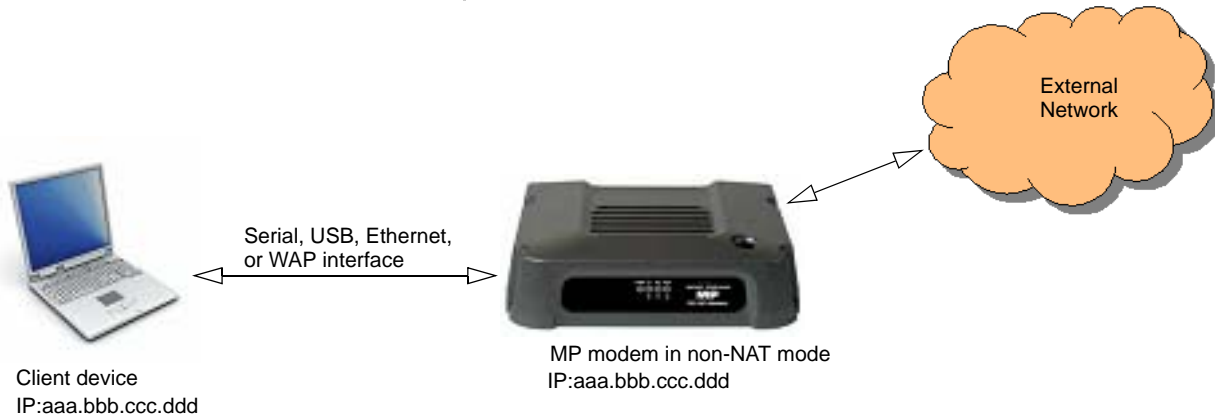 External
Network
Serial, USB, Ethernet,
or WAP interface
MP
MP modem in non-NAT mode
IP:aaa.bbb.ccc.ddd
Client device
IP:aaa.bbb.ccc.ddd